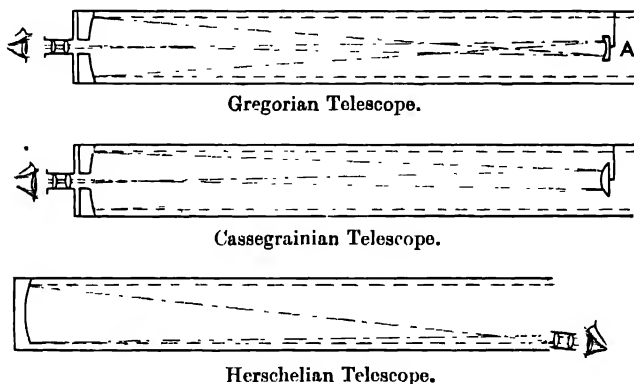 A
Gregorian Telescope.
Cassegrainian Telescope.
Herschelian Telescope.